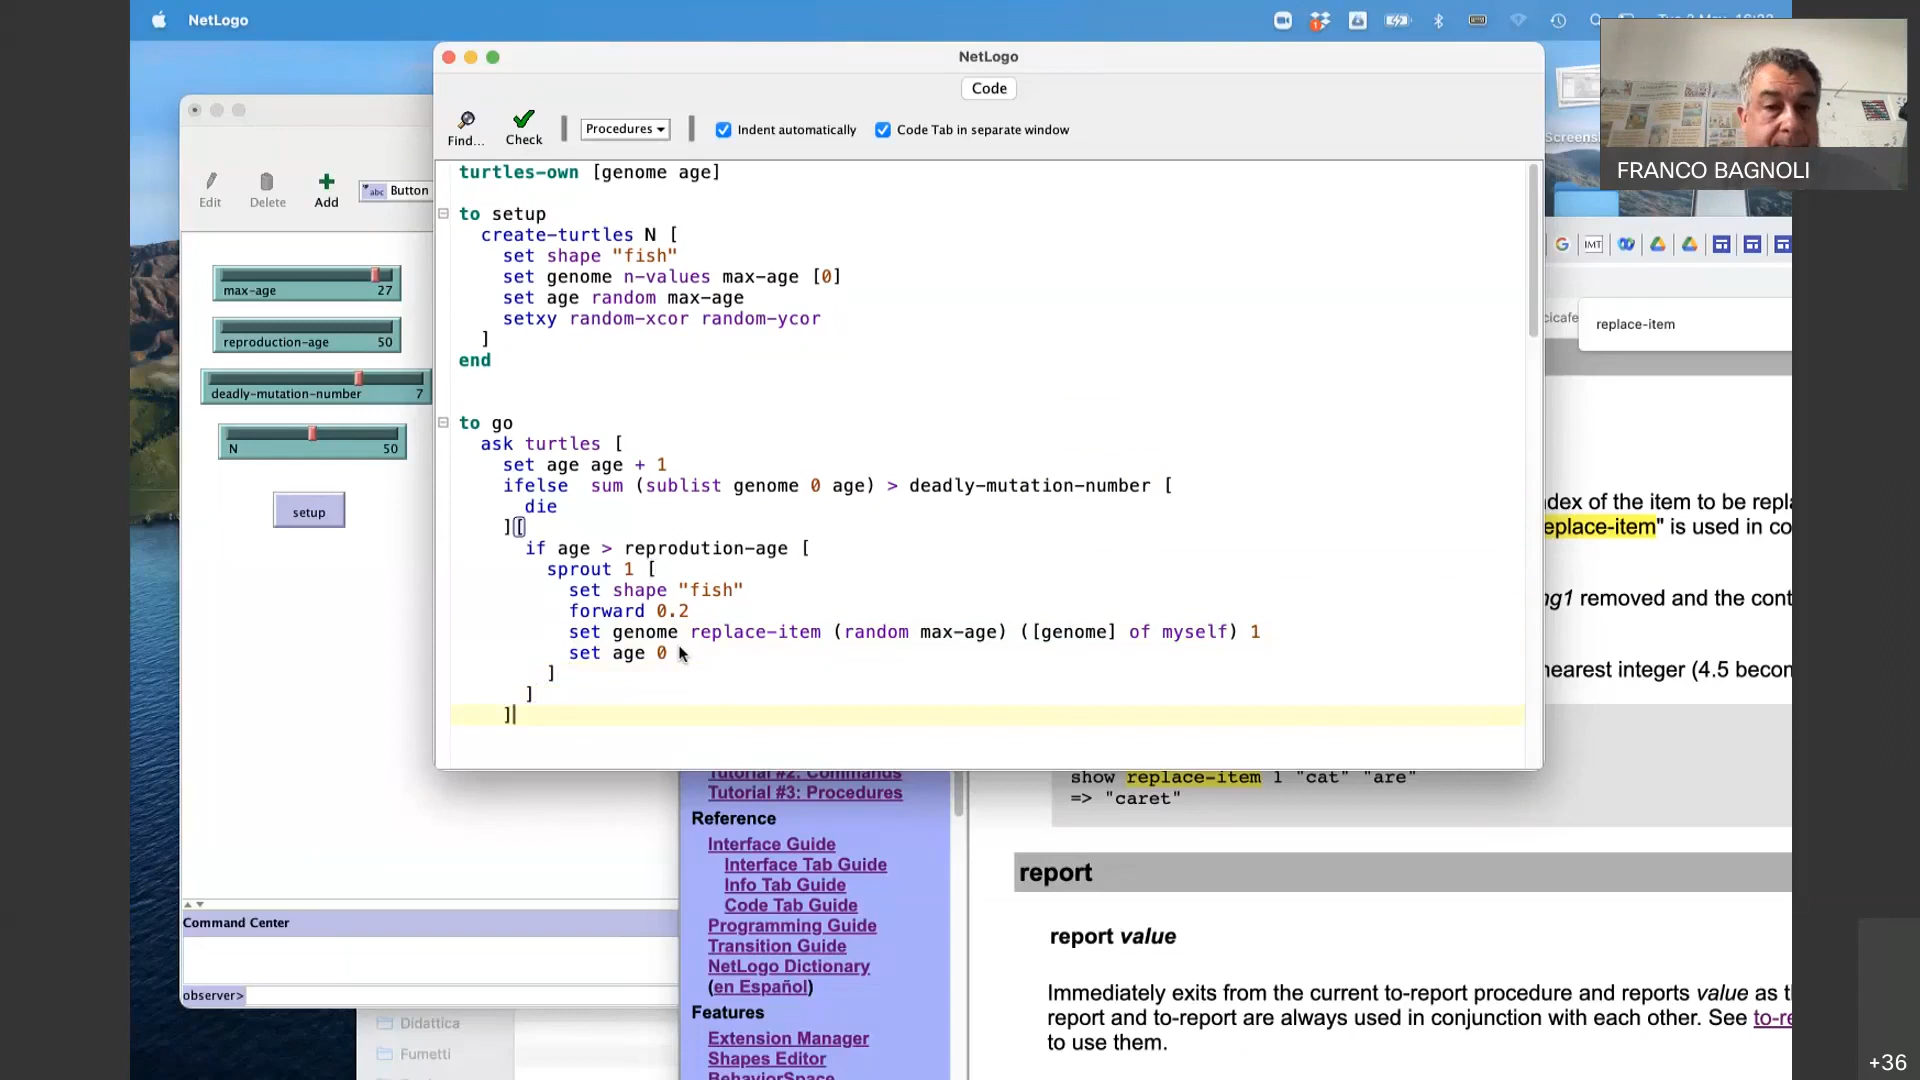 NetLogo
NetLogo
Code
Find...
Check
Procedures
Indent automatically
Code Tab in separate window
FRANCO BAGNOLI
Edit
Delete
Add
abc Button
max-age 27
reproduction-age 50
deadly-mutation-number 7
N 50
setup
turtles-own [genome age]
to setup
create-turtles N [
set shape "fish"
set genome n-values max-age [0]
set age random max-age
setxy random-xcor random-ycor
]
end
to go
ask turtles [
set age age + 1
ifelse sum (sublist genome 0 age) > deadly-mutation-number [
die
][
if age > reprodution-age [
sprout 1 [
set shape "fish"
forward 0.2
set genome replace-item (random max-age) ([genome] of myself) 1
set age 0
]
]
]
IMT
replace-item
dex of the item to be repl
eplace-item" is used in co
removed and the cont
nearest integer (4.5 becom
show replace-item 1 "cat" "are"
=> "caret"
report
report value
Immediately exits from the current to-report procedure and reports value as t
report and to-report are always used in conjunction with each other. See to-re
to use them.
Tutorial #2: Commands
Tutorial #3: Procedures
Reference
Interface Guide
Interface Tab Guide
Info Tab Guide
Code Tab Guide
Programming Guide
Transition Guide
NetLogo Dictionary
(en Español)
Features
Extension Manager
Shapes Editor
BehaviorSpace
Command Center
observer>
Didattica
Fumetti
+36